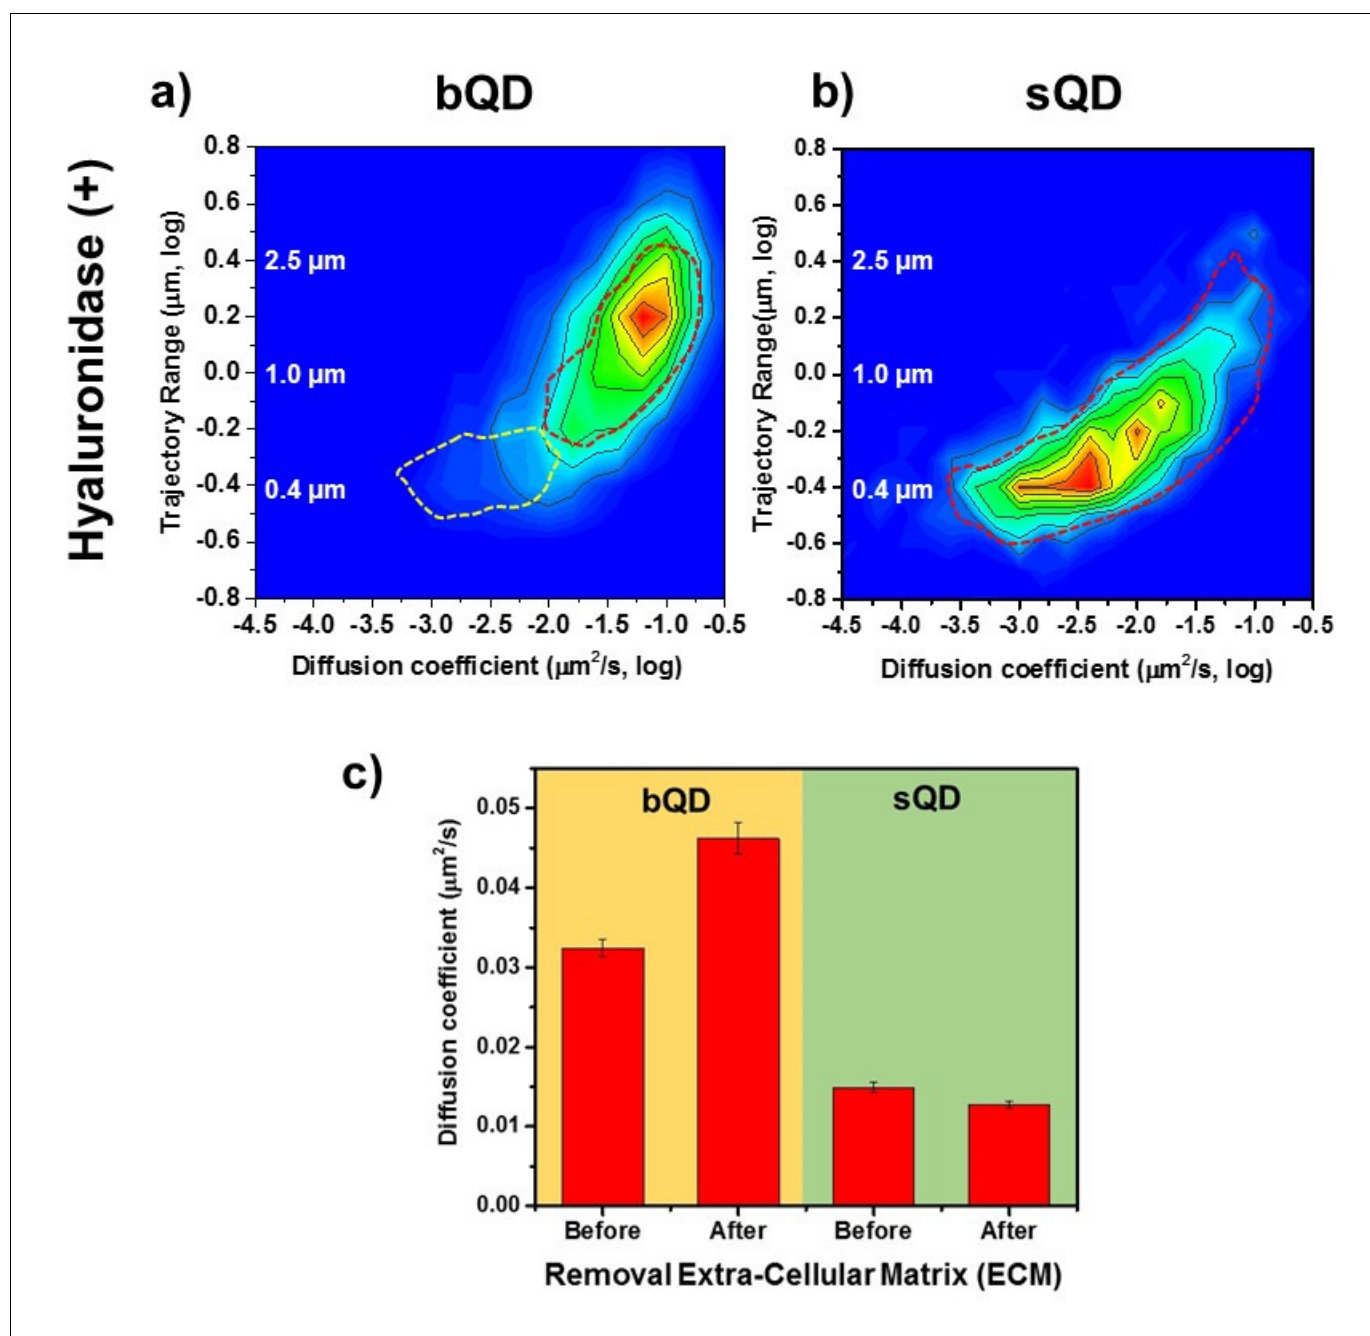 a) bQD
b) sQD
Hyaluronidase (+)
Trajectory Range (μm, log)
0.8
0.6
0.4
0.2
0.0
-0.2
-0.4
-0.6
-0.8
2.5 μm
1.0 μm
0.4 μm
-4.5 -4.0 -3.5 -3.0 -2.5 -2.0 -1.5 -1.0 -0.5
Diffusion coefficient (μm²/s, log)
Trajectory Range(μm, log)
0.8
0.6
0.4
0.2
0.0
-0.2
-0.4
-0.6
-0.8
2.5 μm
1.0 μm
0.4 μm
-4.5 -4.0 -3.5 -3.0 -2.5 -2.0 -1.5 -1.0 -0.5
Diffusion coefficient (μm²/s, log)
c)
bQD sQD
Diffusion coefficient (μm²/s)
0.05
0.04
0.03
0.02
0.01
0.00
Before After Before After
Removal Extra-Cellular Matrix (ECM)